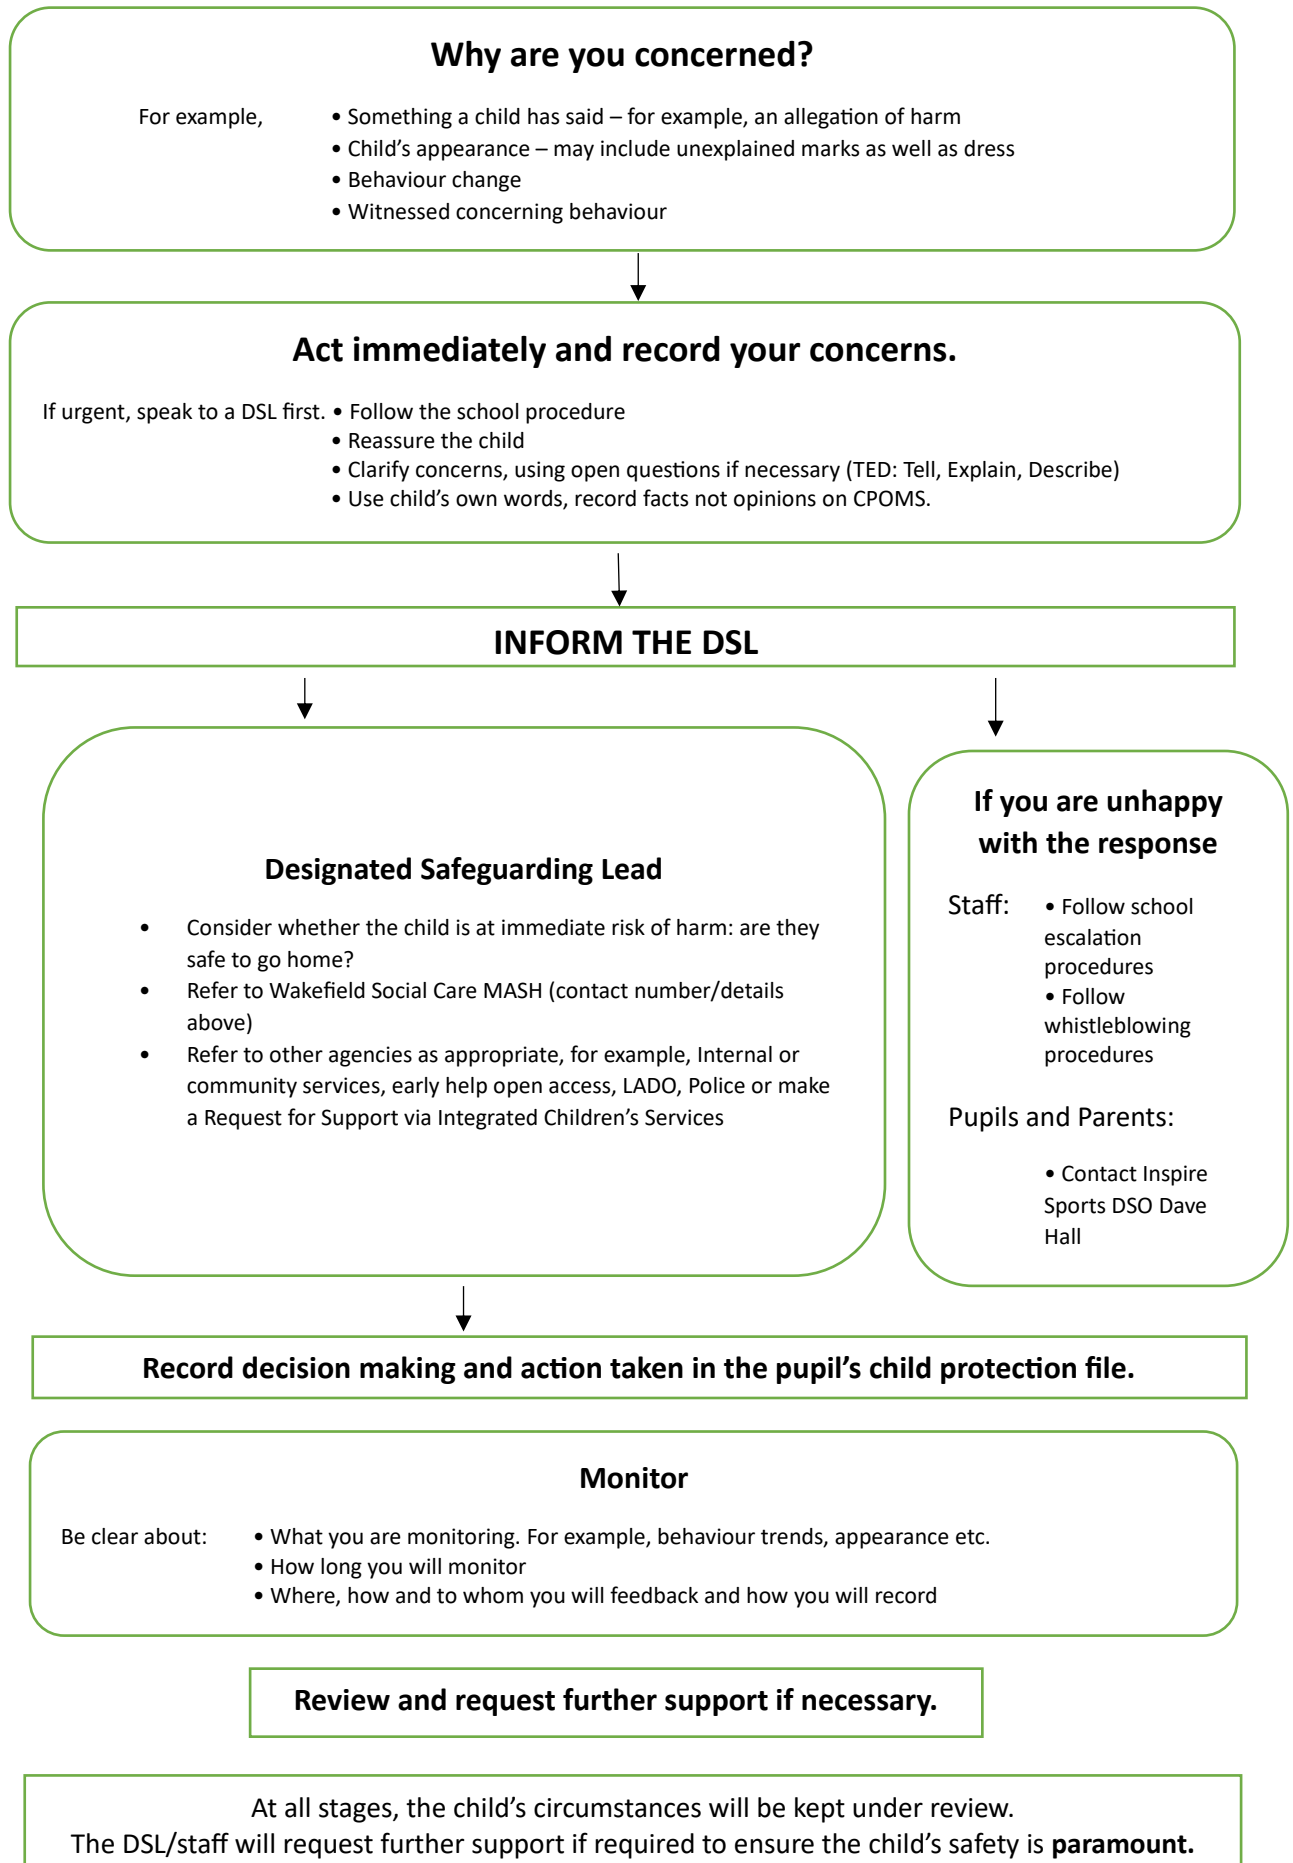 Why are you concerned?
For example,
• Something a child has said – for example, an allegation of harm
• Child's appearance – may include unexplained marks as well as dress
• Behaviour change
• Witnessed concerning behaviour
Act immediately and record your concerns.
If urgent, speak to a DSL first. • Follow the school procedure
• Reassure the child
• Clarify concerns, using open questions if necessary (TED: Tell, Explain, Describe)
• Use child's own words, record facts not opinions on CPOMS.
INFORM THE DSL
Designated Safeguarding Lead
• Consider whether the child is at immediate risk of harm: are they
safe to go home?
• Refer to Wakefield Social Care MASH (contact number/details
above)
• Refer to other agencies as appropriate, for example, Internal or
community services, early help open access, LADO, Police or make
a Request for Support via Integrated Children's Services
If you are unhappy
with the response
Staff:
• Follow school
escalation
procedures
• Follow
whistleblowing
procedures
Pupils and Parents:
• Contact Inspire
Sports DSO Dave
Hall
Record decision making and action taken in the pupil's child protection file.
Monitor
Be clear about:
• What you are monitoring. For example, behaviour trends, appearance etc.
• How long you will monitor
• Where, how and to whom you will feedback and how you will record
Review and request further support if necessary.
At all stages, the child's circumstances will be kept under review.
The DSL/staff will request further support if required to ensure the child's safety is paramount.